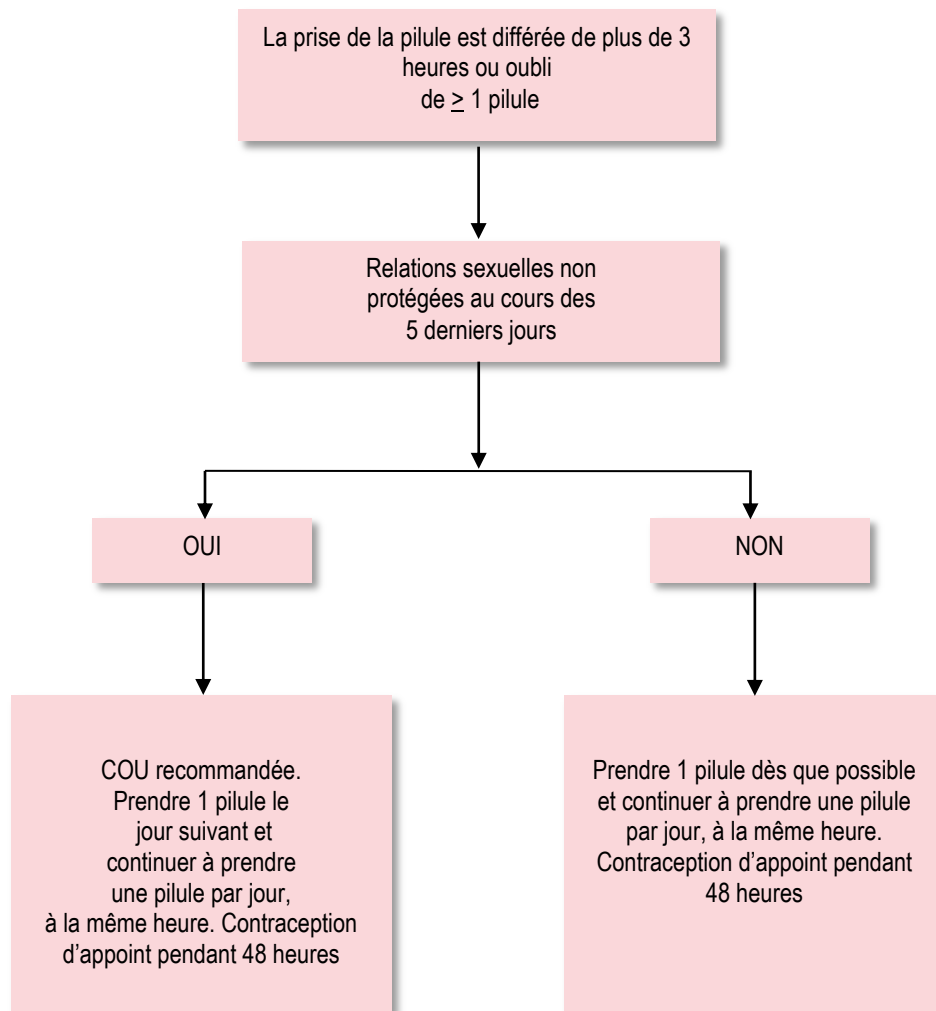 La prise de la pilule est différée de plus de 3
heures ou oubli
de ≥ 1 pilule
Relations sexuelles non
protégées au cours des
5 derniers jours
OUI
NON
COU recommandée.
Prendre 1 pilule le
jour suivant et
continuer à prendre
une pilule par jour,
à la même heure. Contraception
d’appoint pendant 48 heures
Prendre 1 pilule dès que possible
et continuer à prendre une pilule
par jour, à la même heure.
Contraception d’appoint pendant
48 heures